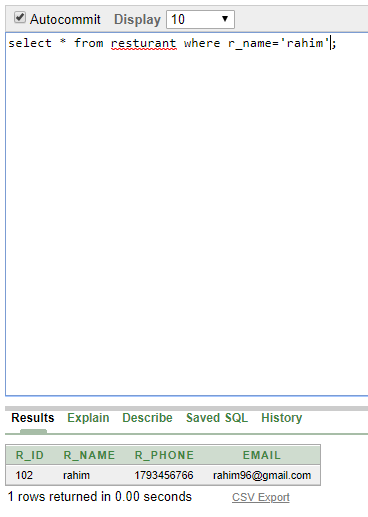 Autocommit Display 10
select * from resturant where r_name='rahim';
Results Explain Describe Saved SQL History
R_ID R_NAME R_PHONE EMAIL
102 rahim 1793456766 rahim96@gmail.com
1 rows returned in 0.00 seconds CSV Export